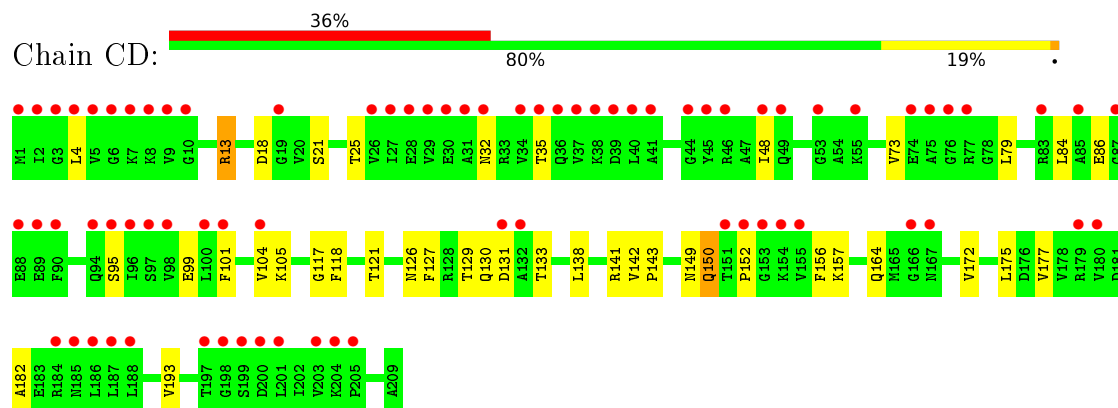 36%
Chain CD:
80% 19% •
M1 I2 G3 L4 V5 G6 K7 K8 V9 G10 R13 D18 G19 V20 S21 T25 V26 I27 E28 V29 E30 A31 N32 R33 V34 T35 Q36 V37 K38 D39 L40 A41 G44 Y45 R46 A47 I48 Q49 G53 A54 K55 V73 E74 A75 G76 R77 G78 L79 R83 L84 A85 E86 G87
E88 E89 F90 Q94 S95 I96 S97 V98 E99 L100 F101 V104 K105 G117 F118 T121 N126 F127 R128 T129 Q130 D131 A132 T133 L138 R141 V142 P143 N149 Q150 T151 P152 G153 K154 V155 F156 K157 Q164 M165 G166 N167 V172 L175 D176 V177 V178 R179 V180 D181
A182 E183 R184 N185 L186 L187 L188 V193 T197 G198 S199 D200 L201 I202 V203 K204 P205 A209